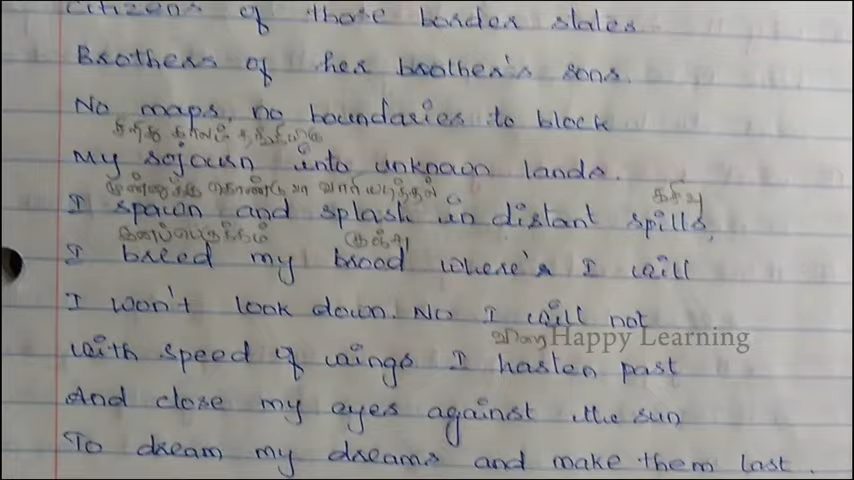 Citizens of those border states
Brothers of her brother's sons.
No maps, no boundaries to block
My sojourn into unknown lands.
I spawn and splash in distant spills,
I breed my brood where'r I will
I won't look down. No I will not
Happy Learning
With speed of wings I hasten past
And close my eyes against the sun
To dream my dreams and make them last.